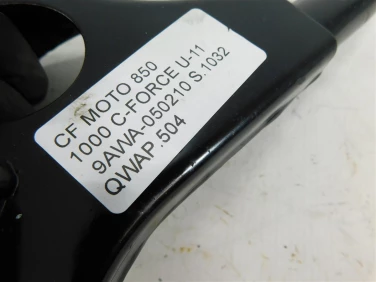 CF MOTO 850
1000 C-FORCE U-11
9AWA-050210 S.1032
QWAP.504